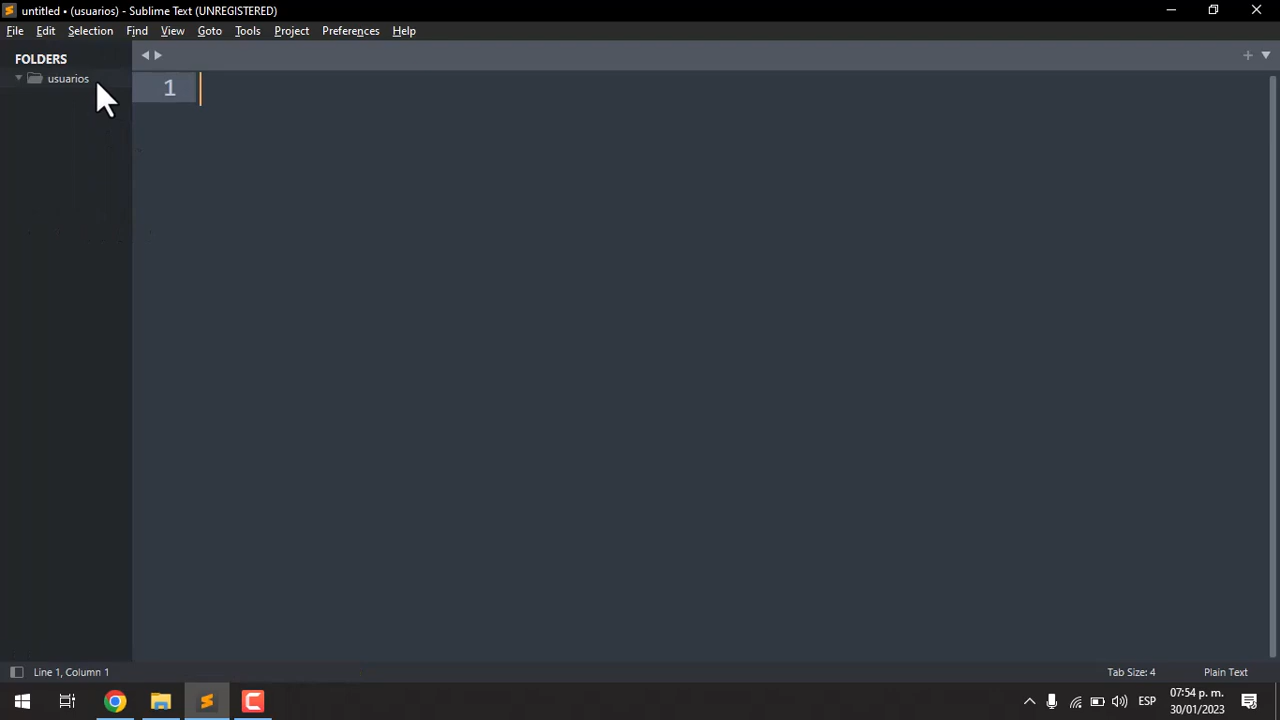 untitled • (usuarios) - Sublime Text (UNREGISTERED)
File Edit Selection Find View Goto Tools Project Preferences Help
FOLDERS
usuarios
1
Line 1, Column 1
Tab Size: 4
Plain Text
ESP
07:54 p. m.
30/01/2023